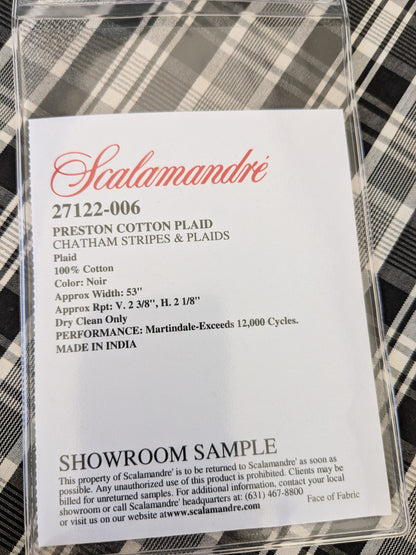 Scalamandré
27122-006
PRESTON COTTON PLAID
CHATHAM STRIPES & PLAIDS
Plaid
100% Cotton
Color: Noir
Approx Width: 53"
Approx Rpt: V. 2 3/8", H. 2 1/8"
Dry Clean Only
PERFORMANCE: Martindale-Exceeds 12,000 Cycles.
MADE IN INDIA
SHOWROOM SAMPLE
This property of Scalamandre' is to be returned to Scalamandre' as soon as
possible. Any unauthorized use of this product is prohibited. Clients may be
billed for unreturned samples. For additional information, contact your local
showroom or call Scalamandre' headquarters at: (631) 467-8800
or visit us on our website atwww.scalamandre.com
Face of Fabric